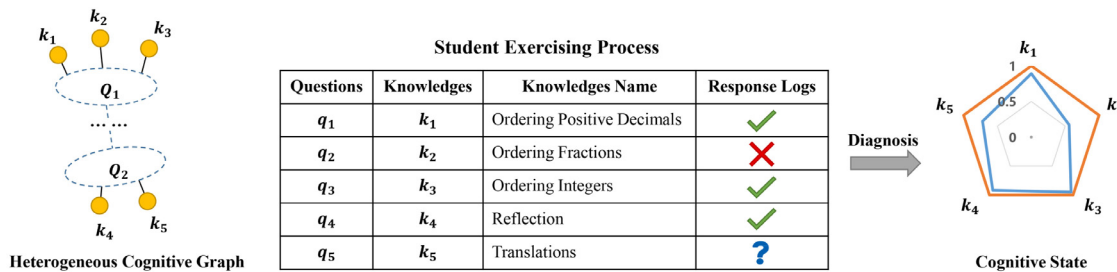 k₂
k₁
k₃
Q₁
... ...
Q₂
k₄
k₅
Heterogeneous Cognitive Graph
Student Exercising Process
Questions Knowledges Knowledges Name Response Logs
q₁ k₁ Ordering Positive Decimals
q₂ k₂ Ordering Fractions
q₃ k₃ Ordering Integers
q₄ k₄ Reflection
q₅ k₅ Translations ?
Diagnosis
k₁
1
k₅ 0.5 k
0
k₄ k₃
Cognitive State